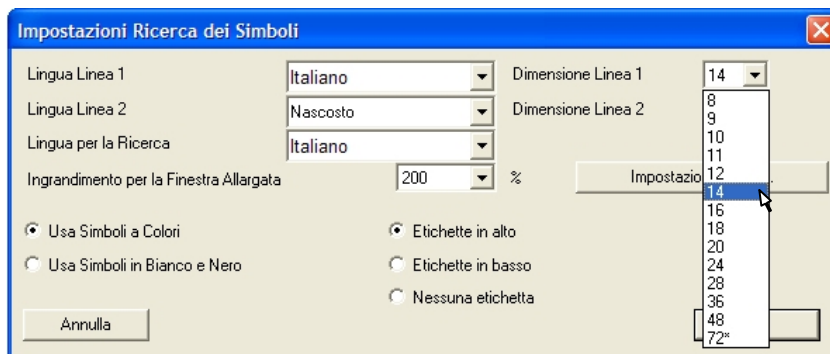 Impostazioni Ricerca dei Simboli
Lingua Linea 1 Italiano Dimensione Linea 1 14
Lingua Linea 2 Nascosto Dimensione Linea 2
Lingua per la Ricerca Italiano
Ingrandimento per la Finestra Allargata 200 %
8
9
10
11
12
14
16
18
20
24
28
36
48
72*
Usa Simboli a Colori Etichette in alto
Usa Simboli in Bianco e Nero Etichette in basso
Nessuna etichetta
Annulla